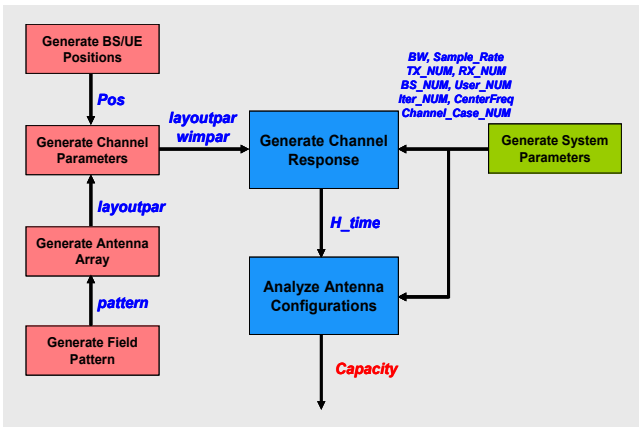 Generate BS/UE
Positions
Pos
Generate Channel
Parameters
layoutpar
Generate Antenna
Array
pattern
Generate Field
Pattern
layoutpar
wimpar
Generate Channel
Response
H_time
Analyze Antenna
Configurations
Capacity
BW, Sample_Rate
TX_NUM, RX_NUM
BS_NUM, User_NUM
Iter_NUM, CenterFreq
Channel_Case_NUM
Generate System
Parameters